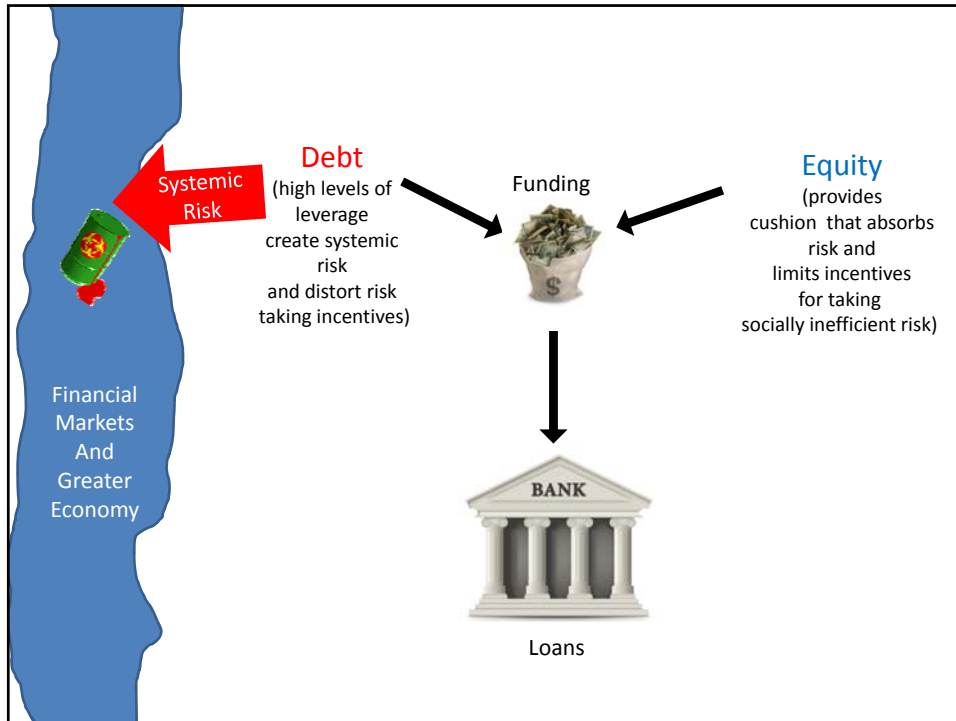 Systemic
Risk
Debt
(high levels of
leverage
create systemic
risk
and distort risk
taking incentives)
Funding
$
Equity
(provides
cushion that absorbs
risk and
limits incentives
for taking
socially inefficient risk)
Financial
Markets
And
Greater
Economy
BANK
Loans